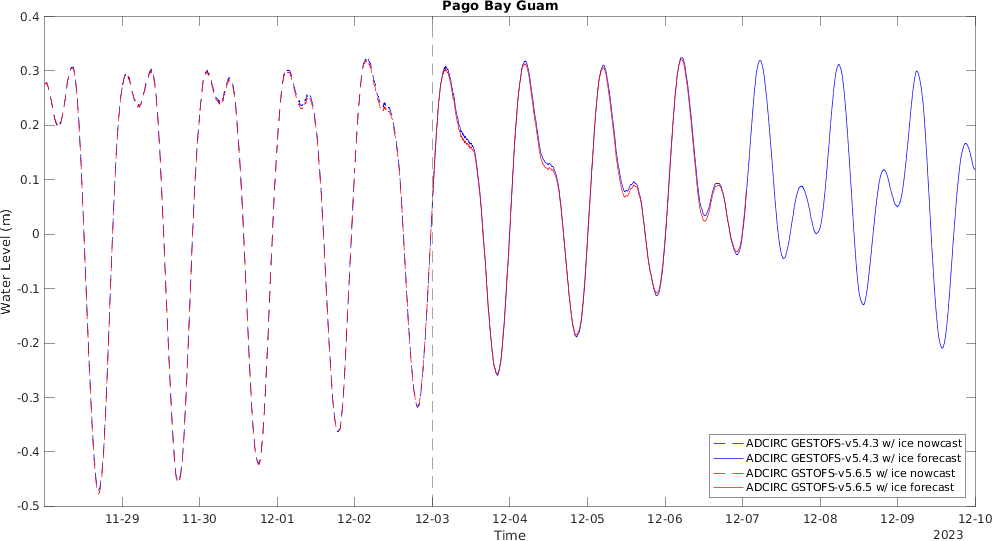 Pago Bay Guam
0.4
0.3
0.2
0.1
0
-0.1
-0.2
-0.3
-0.4
-0.5
Water Level (m)
11-29 11-30 12-01 12-02 12-03 12-04 12-05 12-06 12-07 12-08 12-09 12-10
Time
2023
ADCIRC GESTOFS-v5.4.3 w/ ice nowcast
ADCIRC GESTOFS-v5.4.3 w/ ice forecast
ADCIRC GSTOFS-v5.6.5 w/ ice nowcast
ADCIRC GSTOFS-v5.6.5 w/ ice forecast